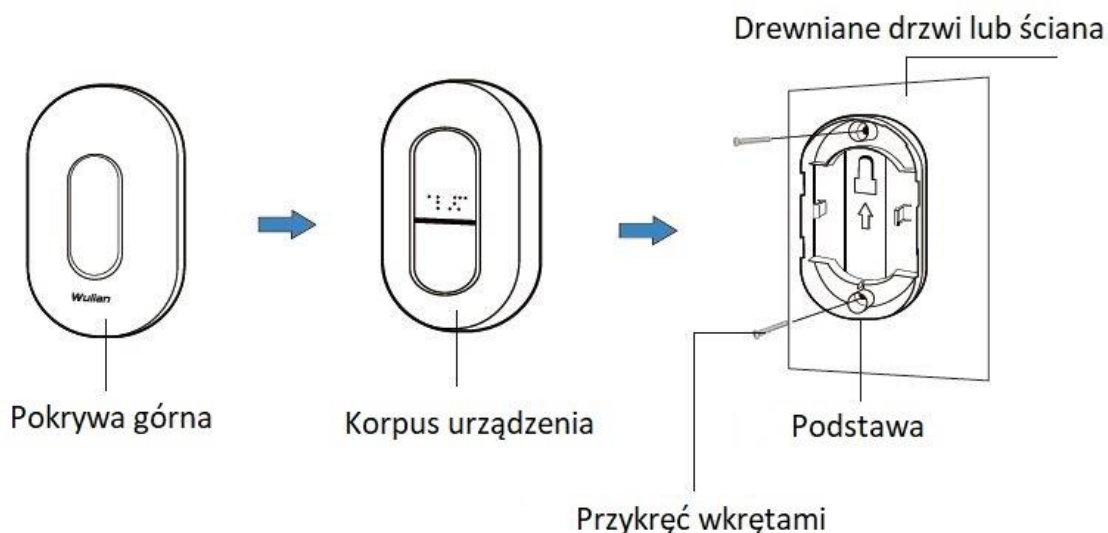 Drewniane drzwi lub ściana
Wulian
Pokrywa górna
Korpus urządzenia
Podstawa
Przykręć wkrętami